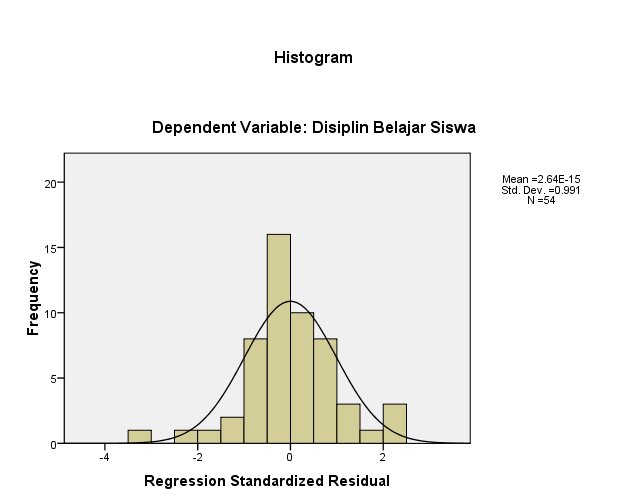 Histogram
Dependent Variable: Disiplin Belajar Siswa
Mean =2.64E-15
Std. Dev. =0.991
N =54
20
15
10
5
0
Frequency
-4
-2
0
2
Regression Standardized Residual